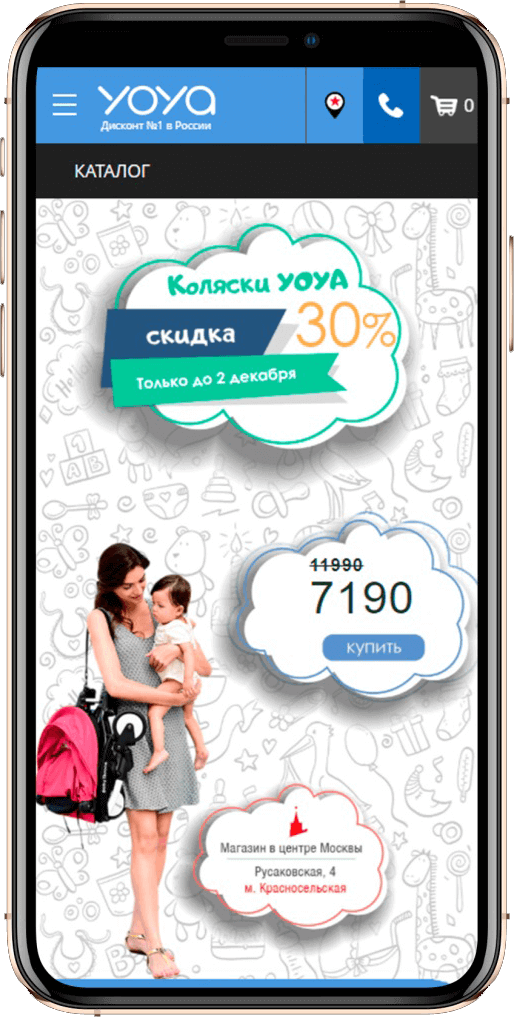 YOYA
Дисконт №1 в России
0
КАТАЛОГ
Коляски YOYA
скидка
30%
Только до 2 декабря
Hello
A B
11990
7190
купить
Магазин в центре Москвы
Русаковская, 4
м. Красносельская